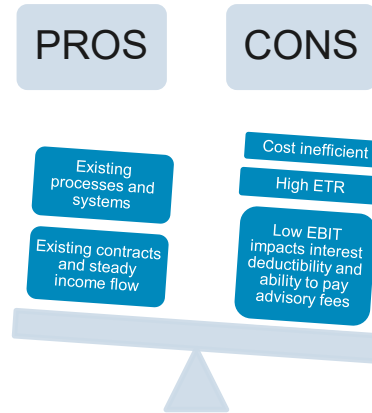 PROS
CONS
Existing
processes and
systems
Existing contracts
and steady
income flow
Cost inefficient
High ETR
Low EBIT
impacts interest
deductibility and
ability to pay
advisory fees